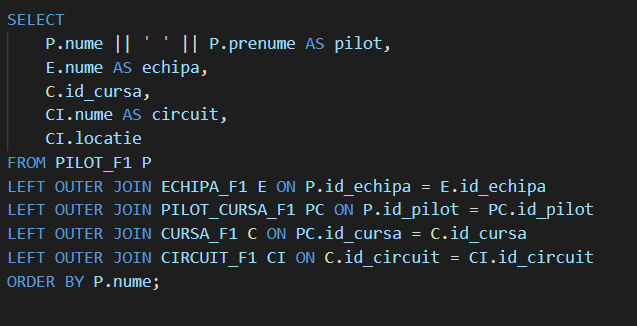 SELECT
    P.nume || ' ' || P.prenume AS pilot,
    E.nume AS echipa,
    C.id_cursa,
    CI.nume AS circuit,
    CI.locatie
FROM PILOT_F1 P
LEFT OUTER JOIN ECHIPA_F1 E ON P.id_echipa = E.id_echipa
LEFT OUTER JOIN PILOT_CURSA_F1 PC ON P.id_pilot = PC.id_pilot
LEFT OUTER JOIN CURSA_F1 C ON PC.id_cursa = C.id_cursa
LEFT OUTER JOIN CIRCUIT_F1 CI ON C.id_circuit = CI.id_circuit
ORDER BY P.nume;